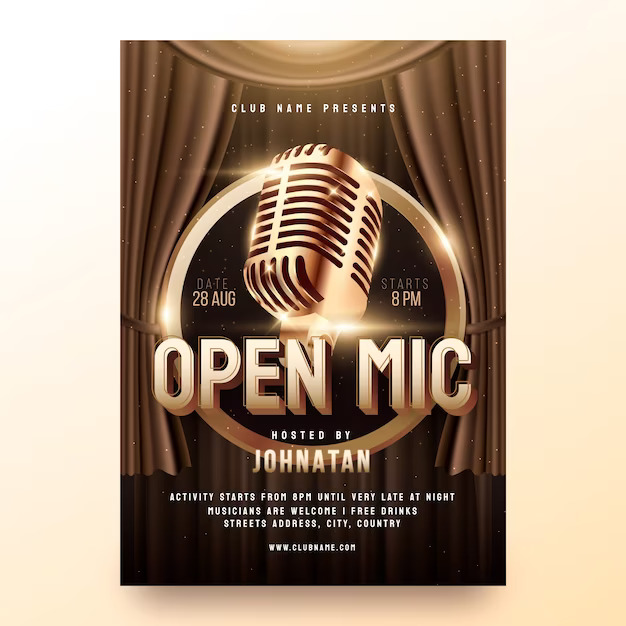 CLUB NAME PRESENTS
DATE
28 AUG
STARTS
8 PM
OPEN MIC
HOSTED BY
JOHNATAN
ACTIVITY STARTS FROM 8PM UNTIL VERY LATE AT NIGHT
MUSICIANS ARE WELCOME | FREE DRINKS
STREETS ADDRESS, CITY, COUNTRY
WWW.CLUBNAME.COM